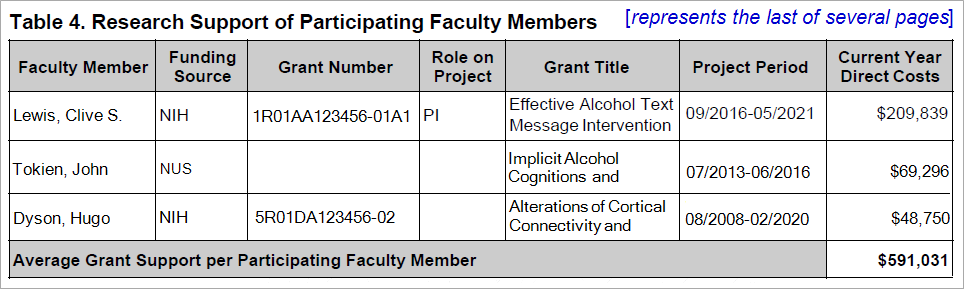 Table 4. Research Support of Participating Faculty Members [represents the last of several pages]
Faculty Member Funding Source Grant Number Role on Project Grant Title Project Period Current Year Direct Costs
Lewis, Clive S. NIH 1R01AA123456-01A1 PI Effective Alcohol Text Message Intervention 09/2016-05/2021 $209,839
Tokien, John NUS Implicit Alcohol Cognitions and 07/2013-06/2016 $69,296
Dyson, Hugo NIH 5R01DA123456-02 Alterations of Cortical Connectivity and 08/2008-02/2020 $48,750
Average Grant Support per Participating Faculty Member $591,031